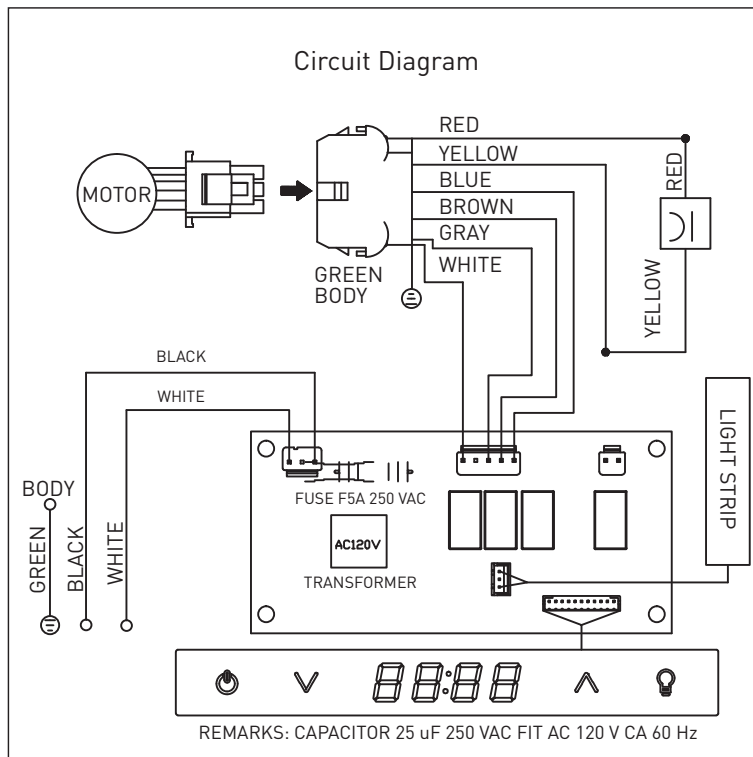 Circuit Diagram
MOTOR
RED
YELLOW
BLUE
BROWN
GRAY
WHITE
GREEN
BODY
RED
YELLOW
BLACK
WHITE
FUSE F5A 250 VAC
AC120V
TRANSFORMER
LIGHT STRIP
BODY
GREEN
BLACK
WHITE
88:88
REMARKS: CAPACITOR 25 uF 250 VAC FIT AC 120 V CA 60 Hz